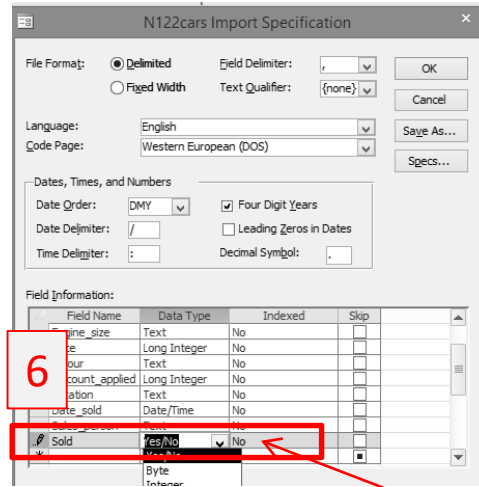 N122cars Import Specification
File Format: Delimited Field Delimiter: , OK
Fixed Width Text Qualifier: {none} Cancel
Language: English Save As...
Code Page: Western European (DOS) Specs...
Dates, Times, and Numbers
Date Order: DMY Four Digit Years
Date Delimiter: / Leading Zeros in Dates
Time Delimiter: : Decimal Symbol: .
Field Information:
Field Name Data Type Indexed Skip
Engine_size Text No
Long Integer No
6 Text No
Long Integer No
Text No
Date_sold Date/Time No
Sales_person Text No
Sold Yes/No No
* Yes/No
Byte
Integer